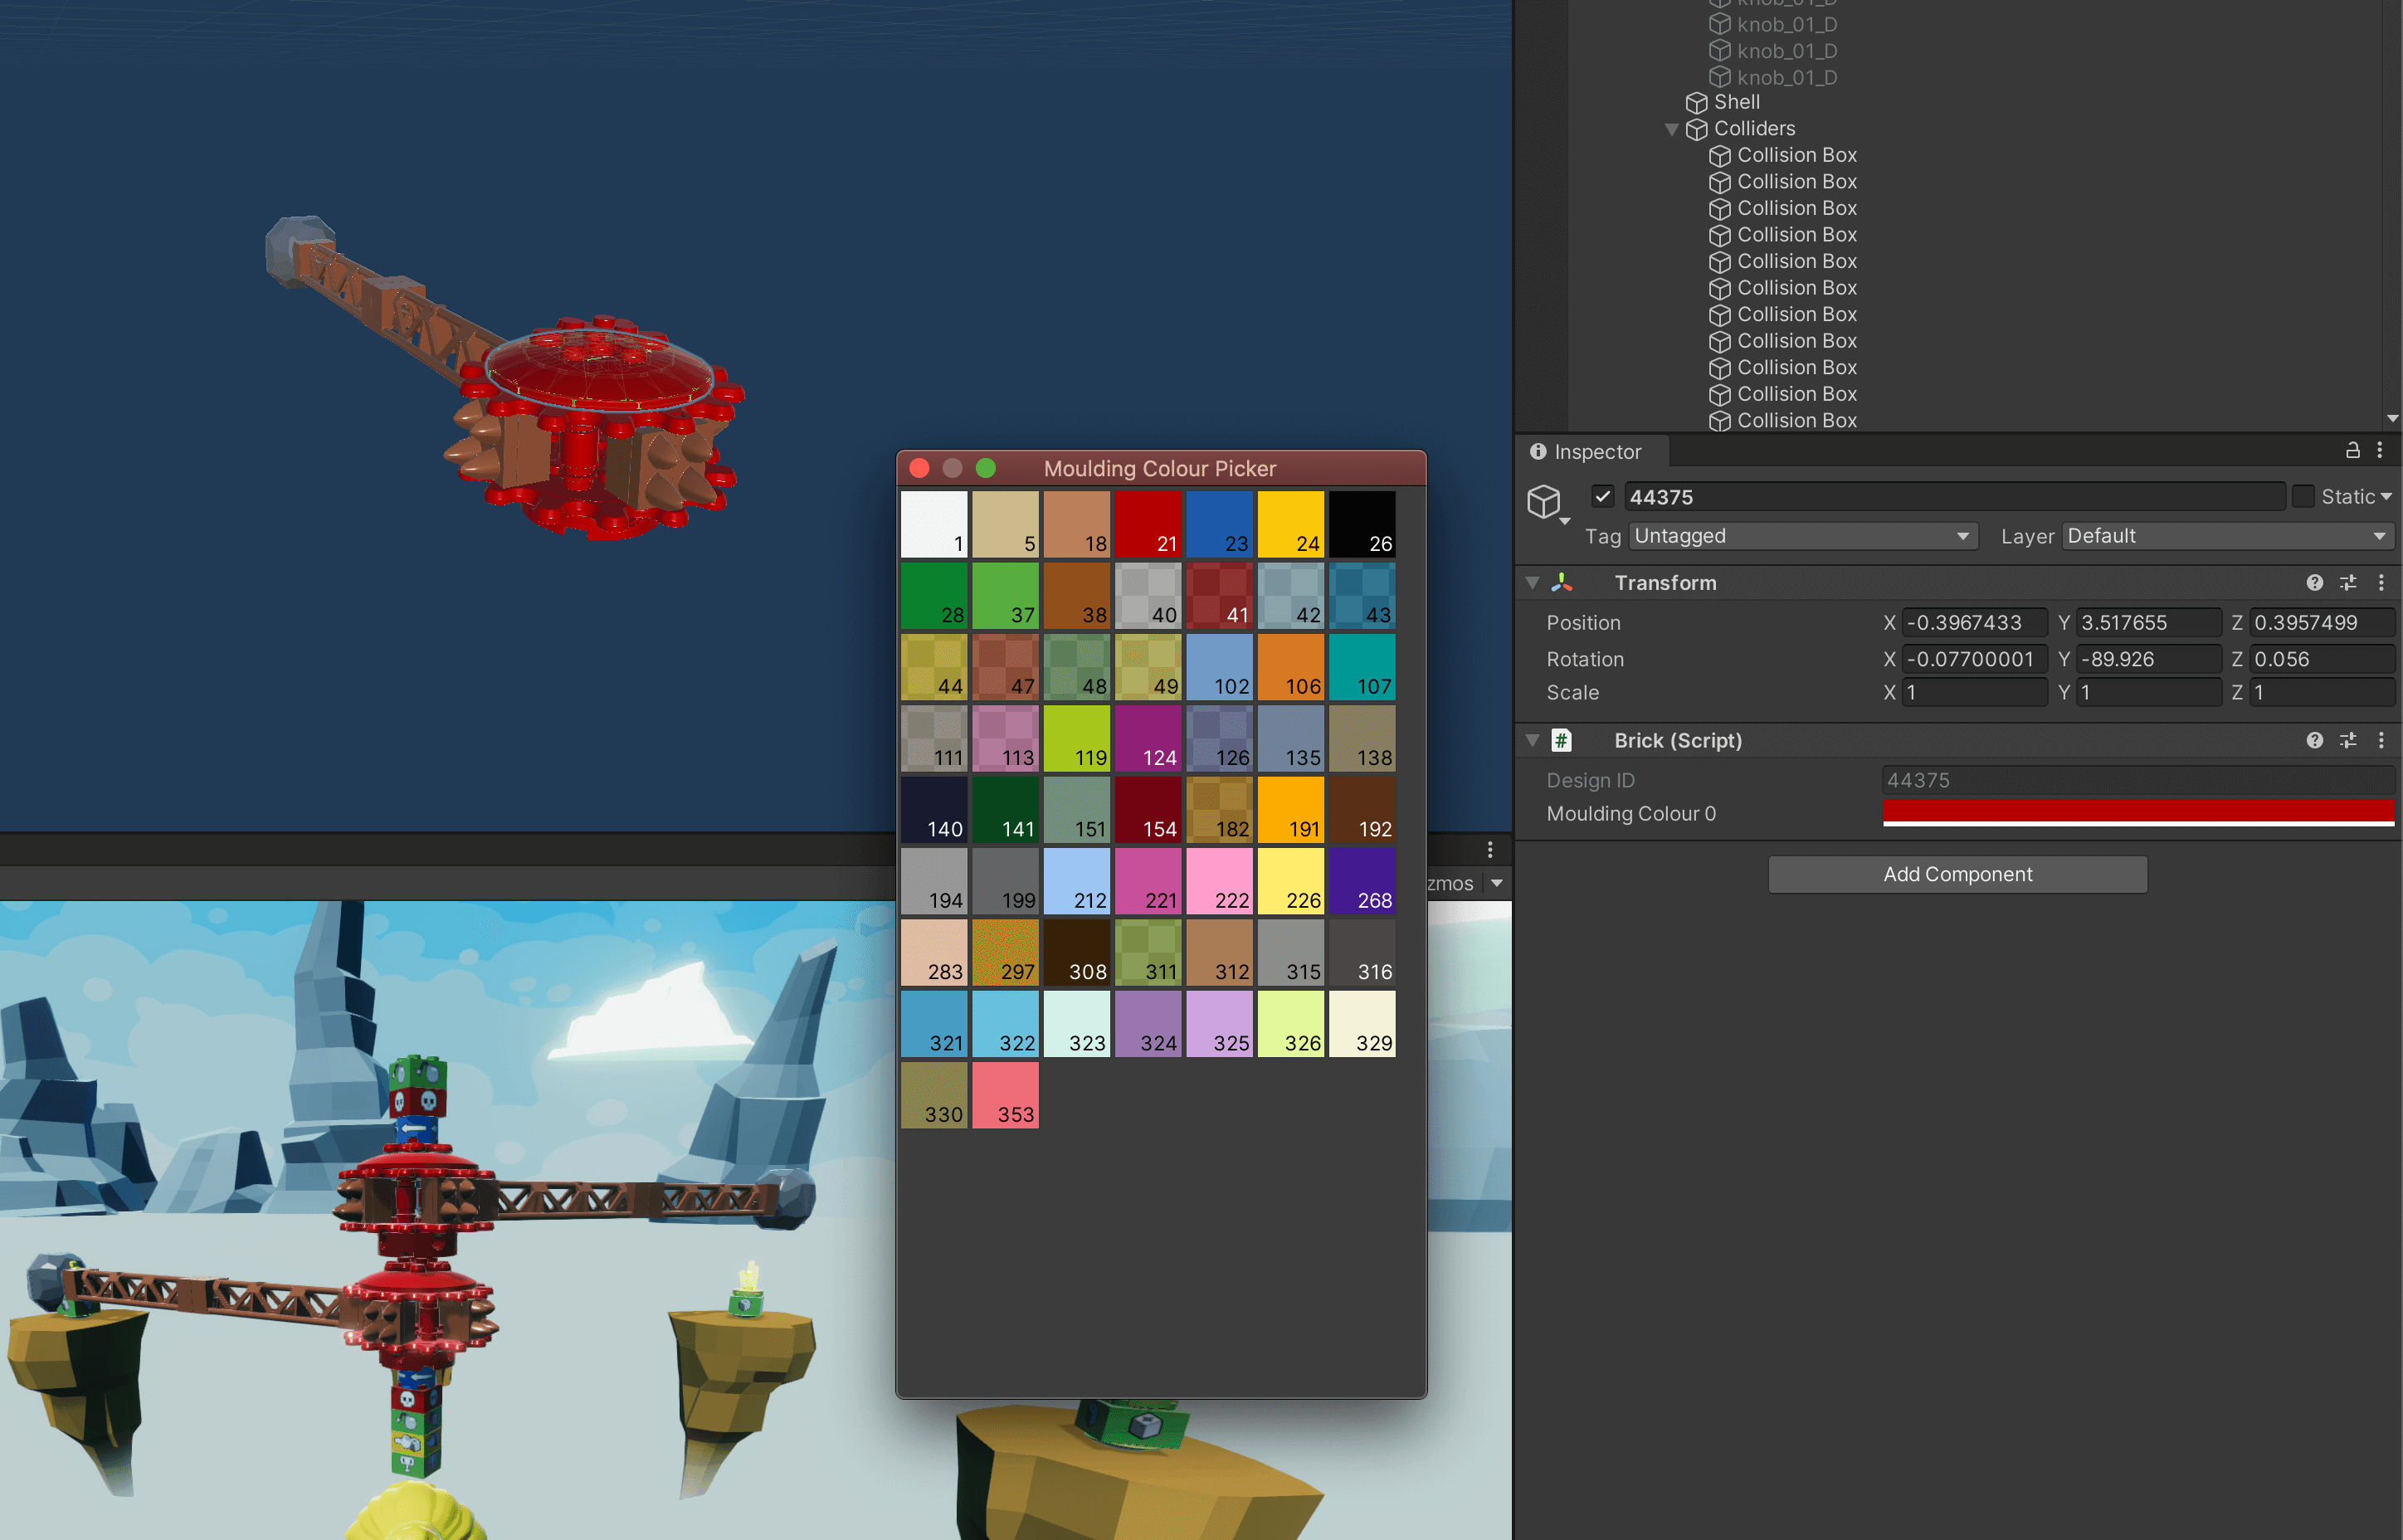 knob_01_D
knob_01_D
knob_01_D
knob_01_D
Shell
Colliders
Collision Box
Collision Box
Collision Box
Collision Box
Collision Box
Collision Box
Collision Box
Collision Box
Collision Box
Collision Box
Collision Box
Inspector
44375
Static
Tag Untagged Layer Default
Transform
Position X -0.3967433 Y 3.517655 Z 0.3957499
Rotation X -0.07700001 Y -89.926 Z 0.056
Scale X 1 Y 1 Z 1
# Brick (Script)
Design ID 44375
Moulding Colour 0
Add Component
Moulding Colour Picker
1 5 18 21 23 24 26
28 37 38 40 41 42 43
44 47 48 49 102 106 107
111 113 119 124 126 135 138
140 141 151 154 182 191 192
194 199 212 221 222 226 268
283 297 308 311 312 315 316
321 322 323 324 325 326 329
330 353
zmos